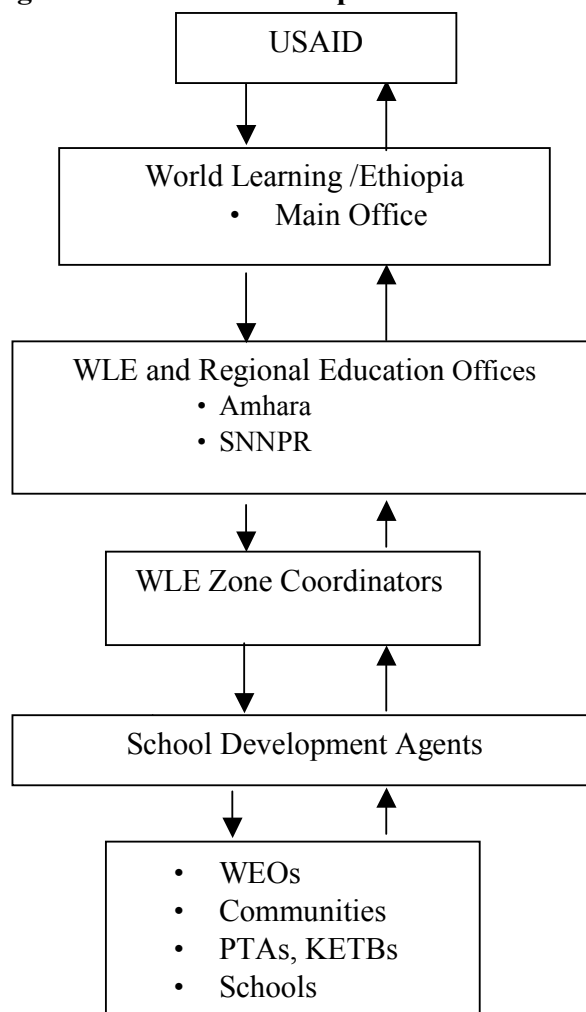 USAID
World Learning /Ethiopia
• Main Office
WLE and Regional Education Offices
• Amhara
• SNNPR
WLE Zone Coordinators
School Development Agents
• WEOs
• Communities
• PTAs, KETBs
• Schools